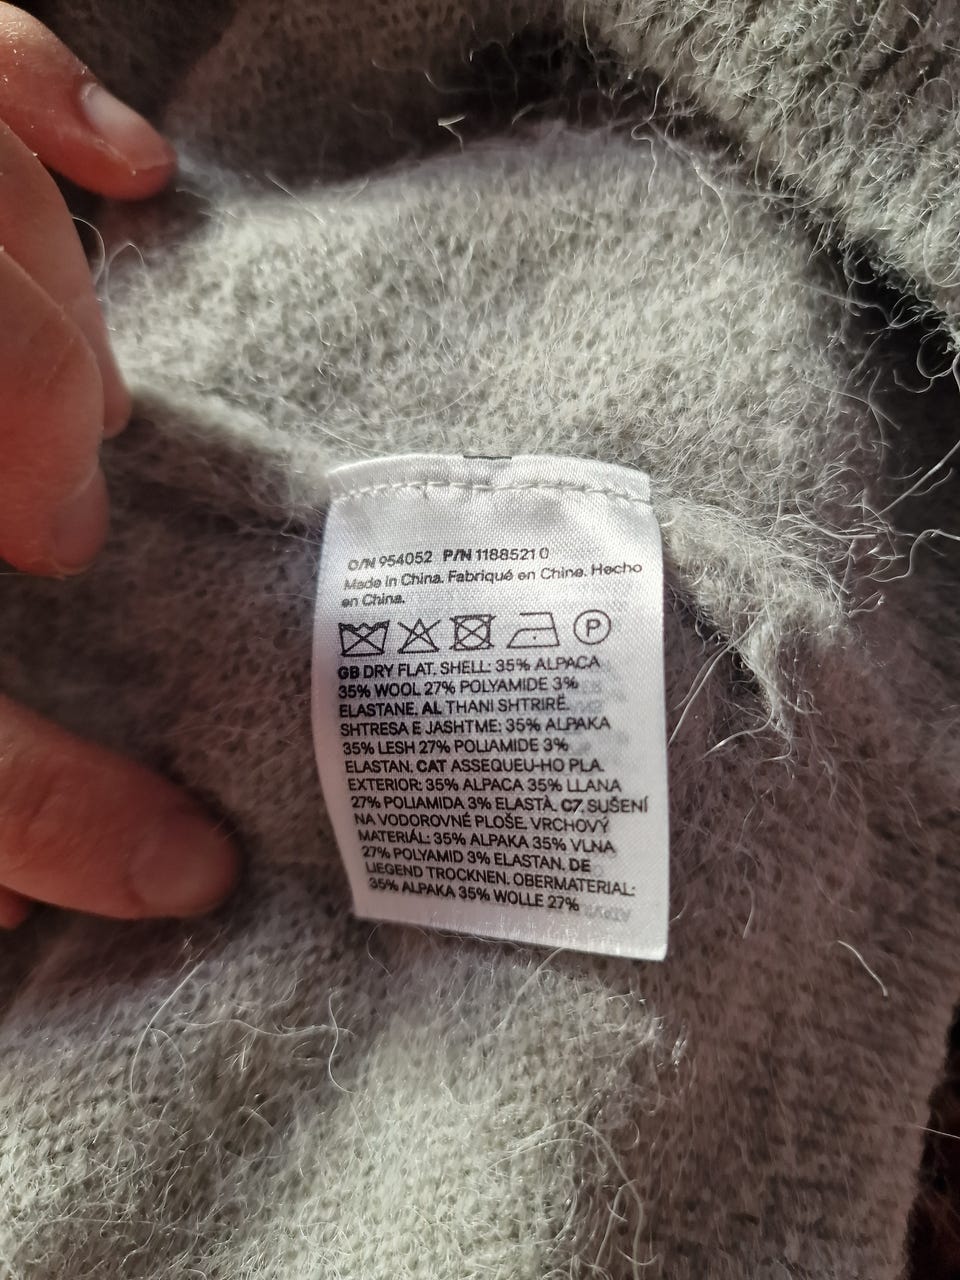 O/N 954052 P/N 1188521 0
Made in China. Fabriqué en Chine. Hecho
en China.
P
GB DRY FLAT. SHELL: 35% ALPACA
35% WOOL 27% POLYAMIDE 3%
ELASTANE. AL THANI SHTRIRË.
SHTRESA E JASHTME: 35% ALPAKA
35% LESH 27% POLIAMIDE 3%
ELASTAN. CAT ASSEQUEU-HO PLA.
EXTERIOR: 35% ALPACA 35% LLANA
27% POLIAMIDA 3% ELASTÀ. CZ SUŠENÍ
NA VODOROVNÉ PLOŠE. VRCHOVÝ
MATERIÁL: 35% ALPAKA 35% VLNA
27% POLYAMID 3% ELASTAN. DE
LIEGEND TROCKNEN. OBERMATERIAL:
35% ALPAKA 35% WOLLE 27%